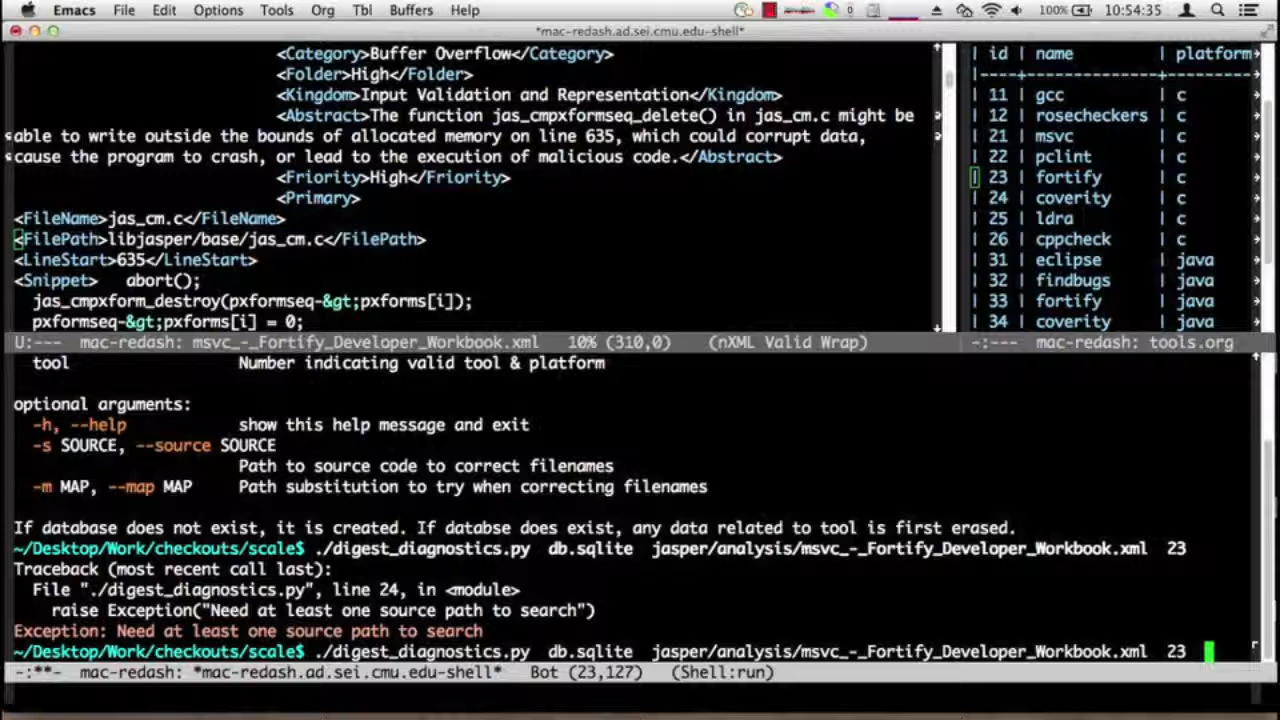 Emacs File Edit Options Tools Org Tbl Buffers Help 0 100% 10:54:35
*mac-redash.ad.sei.cmu.edu-shell*
<Category>Buffer Overflow</Category>
<Folder>High</Folder>
<Kingdom>Input Validation and Representation</Kingdom>
<Abstract>The function jas_cmpxformseq_delete() in jas_cm.c might be
able to write outside the bounds of allocated memory on line 635, which could corrupt data,
cause the program to crash, or lead to the execution of malicious code.</Abstract>
<Friority>High</Friority>
<Primary>
<FileName>jas_cm.c</FileName>
<FilePath>libjasper/base/jas_cm.c</FilePath>
<LineStart>635</LineStart>
<Snippet>   abort();
jas_cmpxform_destroy(pxformseq-&gt;pxforms[i]);
pxformseq-&gt;pxforms[i] = 0;
U:---  mac-redash: msvc_-_Fortify_Developer_Workbook.xml   10% (310,0)    (nXML Valid Wrap)
| id | name | platform
|----+--------------+---------
| 11 | gcc | c
| 12 | rosecheckers | c
| 21 | msvc | c
| 22 | pclint | c
| 23 | fortify | c
| 24 | coverity | c
| 25 | ldra | c
| 26 | cppcheck | c
| 31 | eclipse | java
| 32 | findbugs | java
| 33 | fortify | java
| 34 | coverity | java
-:---  mac-redash: tools.org
tool                  Number indicating valid tool & platform
optional arguments:
-h, --help            show this help message and exit
-s SOURCE, --source SOURCE
Path to source code to correct filenames
-m MAP, --map MAP     Path substitution to try when correcting filenames
If database does not exist, it is created. If databse does exist, any data related to tool is first erased.
~/Desktop/Work/checkouts/scale$ ./digest_diagnostics.py  db.sqlite  jasper/analysis/msvc_-_Fortify_Developer_Workbook.xml  23
Traceback (most recent call last):
File "./digest_diagnostics.py", line 24, in <module>
raise Exception("Need at least one source path to search")
Exception: Need at least one source path to search
~/Desktop/Work/checkouts/scale$ ./digest_diagnostics.py  db.sqlite  jasper/analysis/msvc_-_Fortify_Developer_Workbook.xml  23
-:**-  mac-redash: *mac-redash.ad.sei.cmu.edu-shell*   Bot (23,127)    (Shell:run)